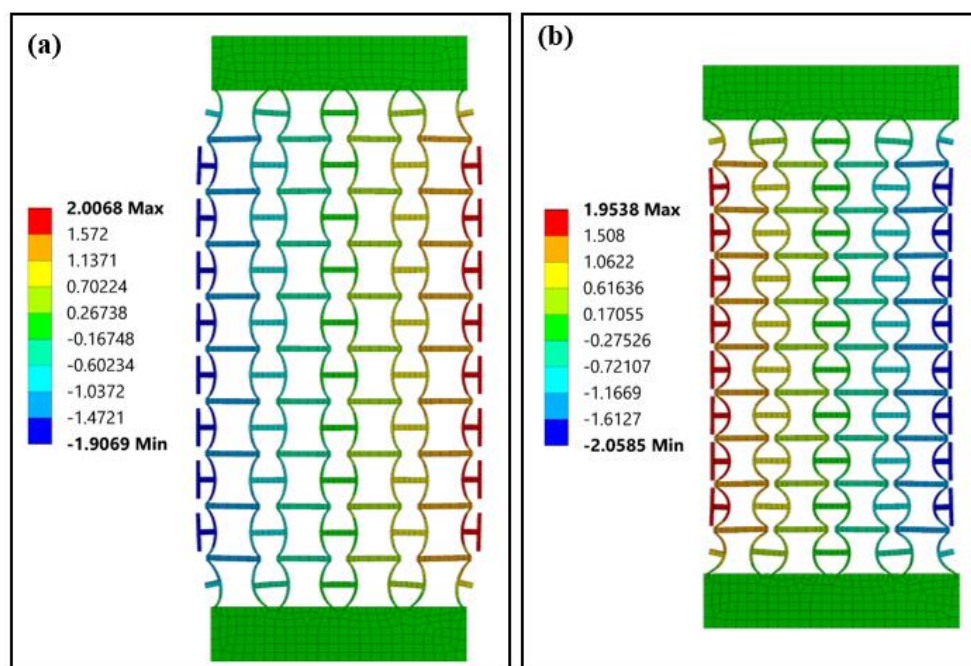 (a)
2.0068 Max
1.572
1.1371
0.70224
0.26738
-0.16748
-0.60234
-1.0372
-1.4721
-1.9069 Min
(b)
1.9538 Max
1.508
1.0622
0.61636
0.17055
-0.27526
-0.72107
-1.1669
-1.6127
-2.0585 Min